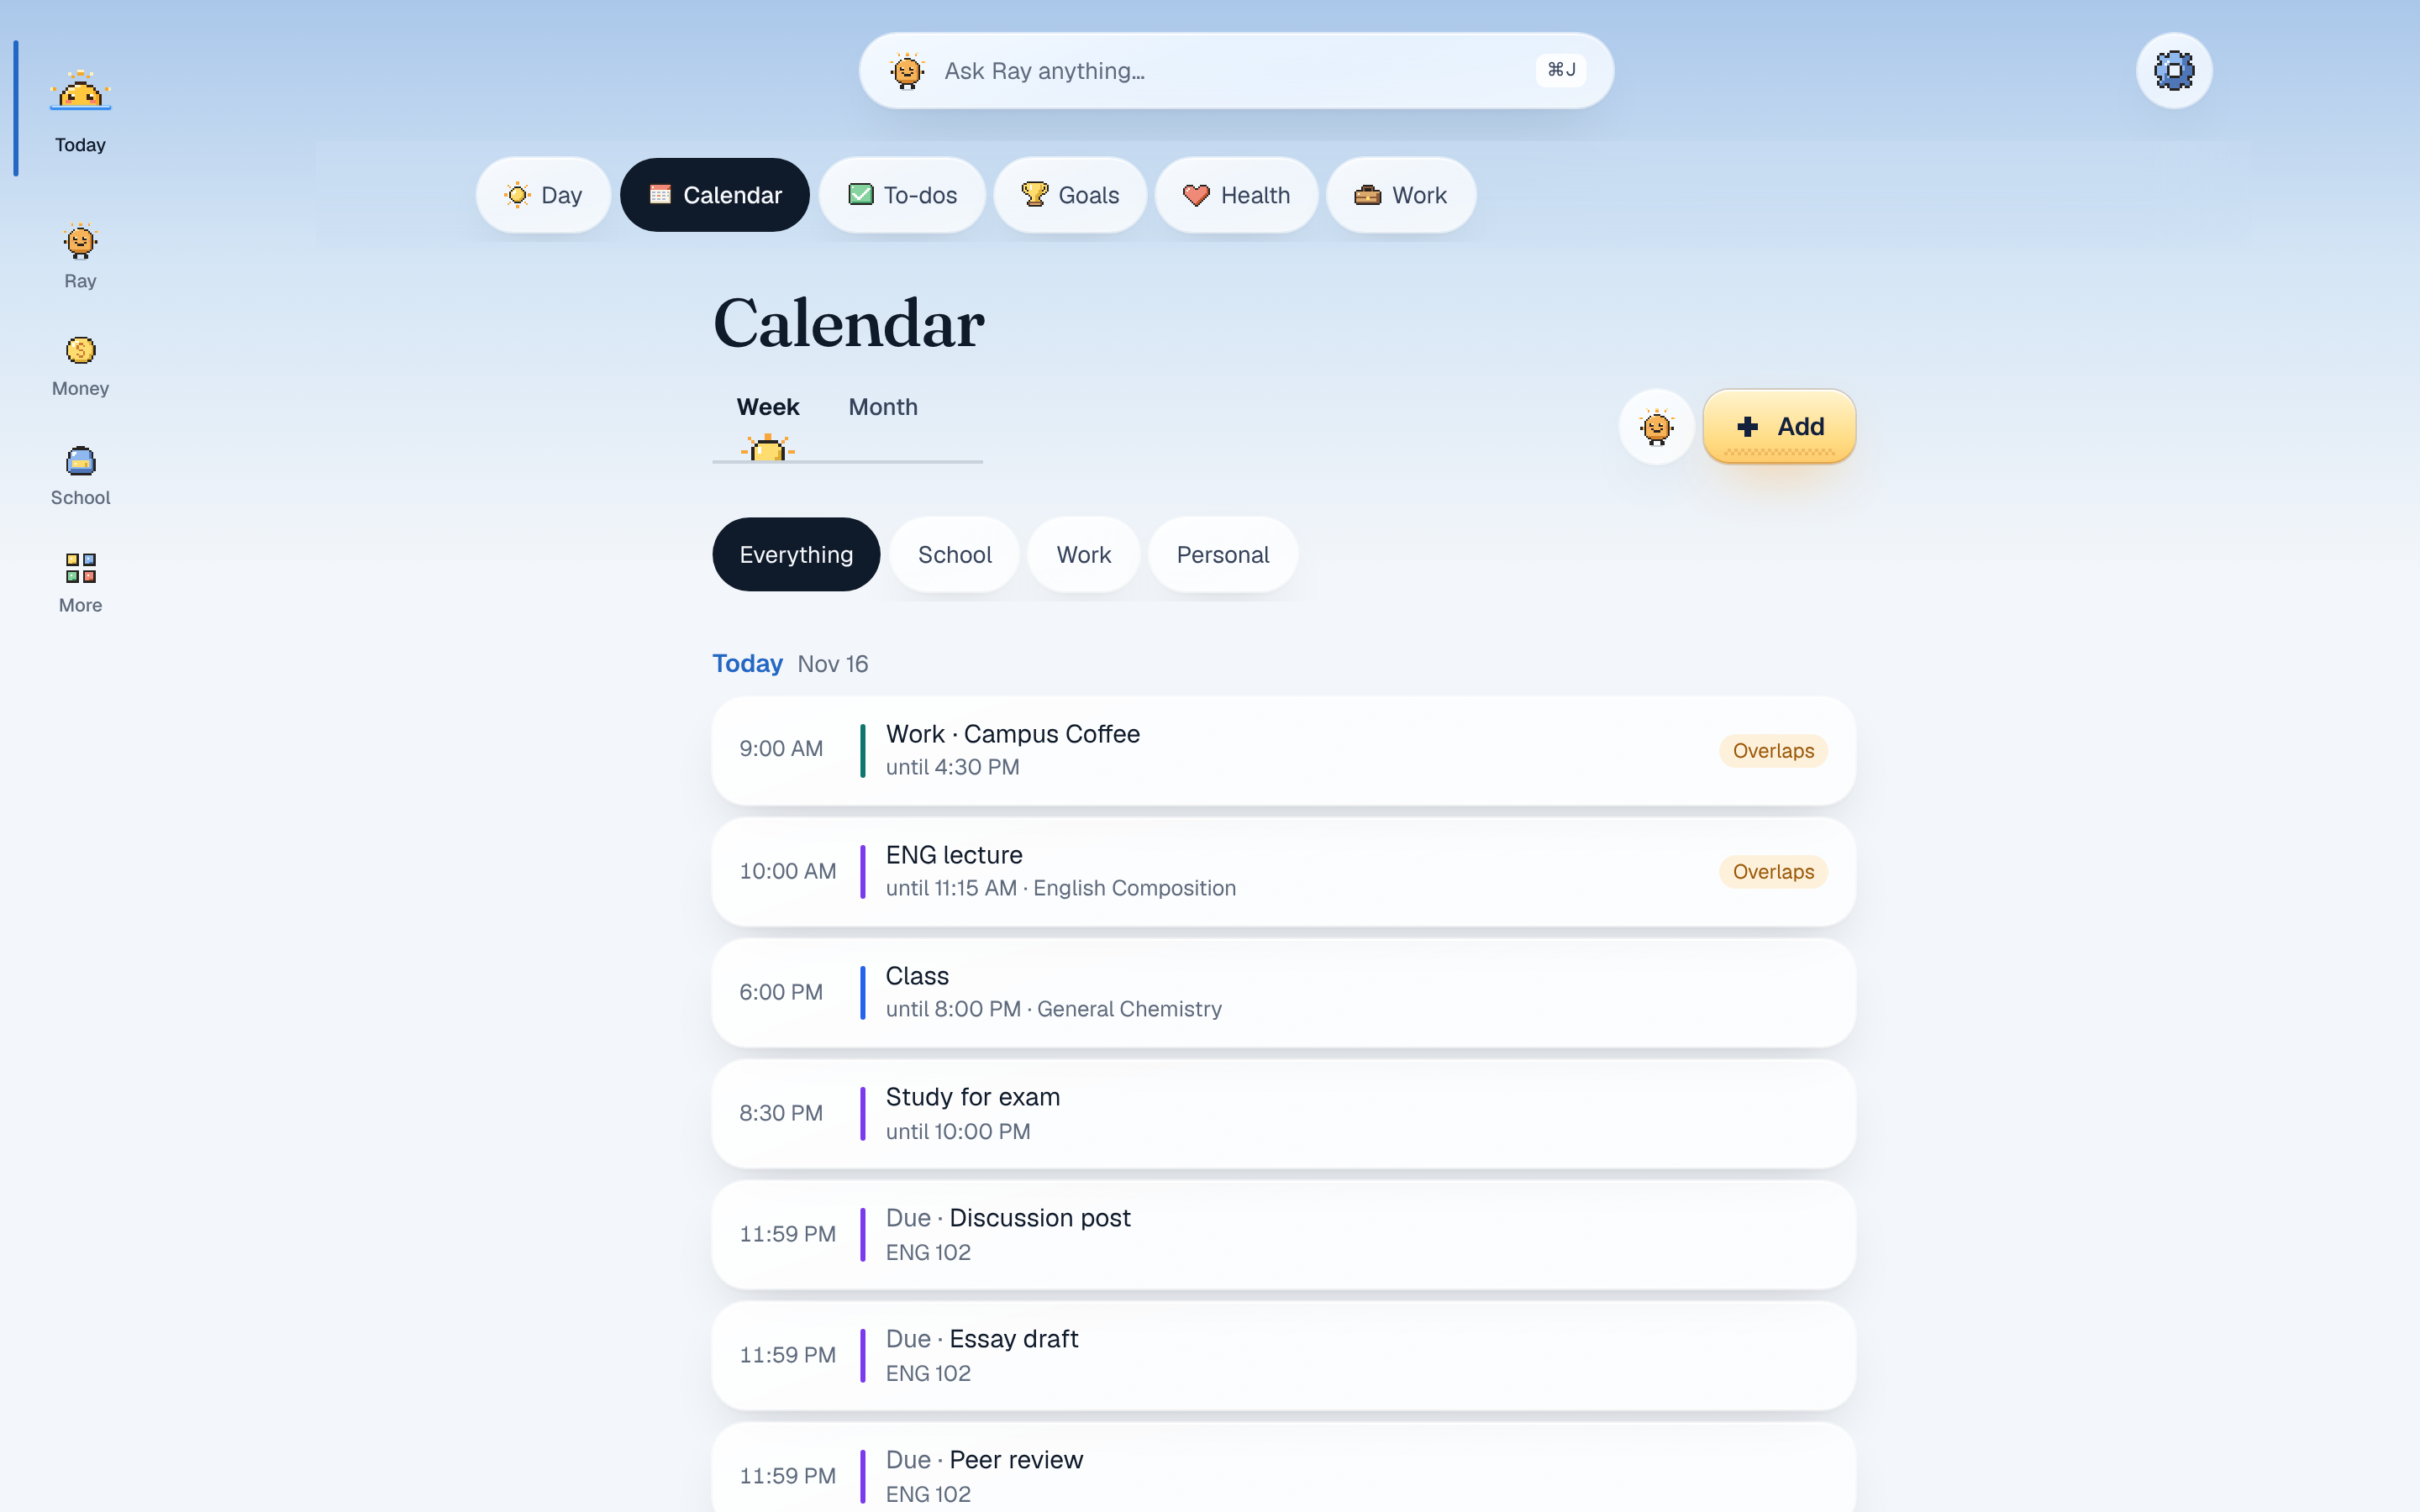 Ask Ray anything...
⌘J
Today
Ray
Money
School
More
Day
Calendar
To-dos
Goals
Health
Work
Calendar
Week
Month
Add
Everything
School
Work
Personal
Today Nov 16
9:00 AM
Work · Campus Coffee
until 4:30 PM
Overlaps
10:00 AM
ENG lecture
until 11:15 AM · English Composition
Overlaps
6:00 PM
Class
until 8:00 PM · General Chemistry
8:30 PM
Study for exam
until 10:00 PM
11:59 PM
Due · Discussion post
ENG 102
11:59 PM
Due · Essay draft
ENG 102
11:59 PM
Due · Peer review
ENG 102